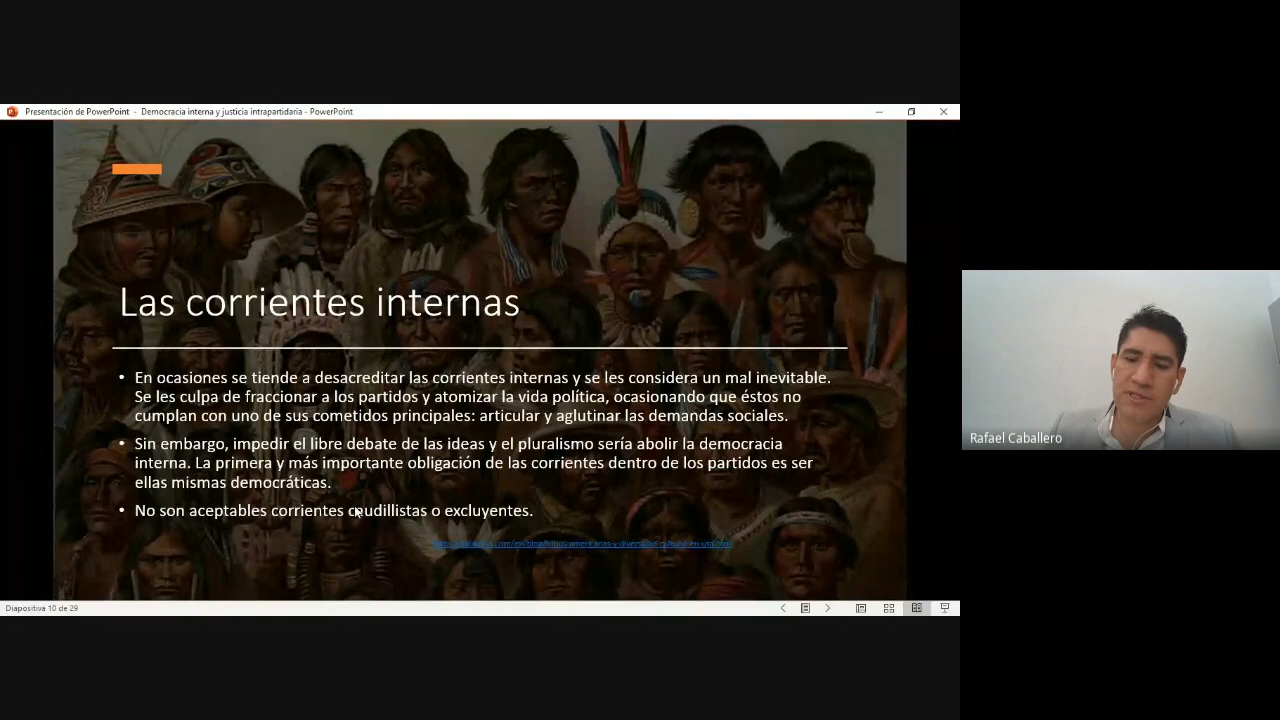 Presentación de PowerPoint - Democracia interna y justicia intrapartidaria - PowerPoint
Las corrientes internas
• En ocasiones se tiende a desacreditar las corrientes internas y se les considera un mal inevitable.
Se les culpa de fraccionar a los partidos y atomizar la vida política, ocasionando que éstos no
cumplan con uno de sus cometidos principales: articular y aglutinar las demandas sociales.
• Sin embargo, impedir el libre debate de las ideas y el pluralismo sería abolir la democracia
interna. La primera y más importante obligación de las corrientes dentro de los partidos es ser
ellas mismas democráticas.
• No son aceptables corrientes caudillistas o excluyentes.
Rafael Caballero
Diapositiva 10 de 29